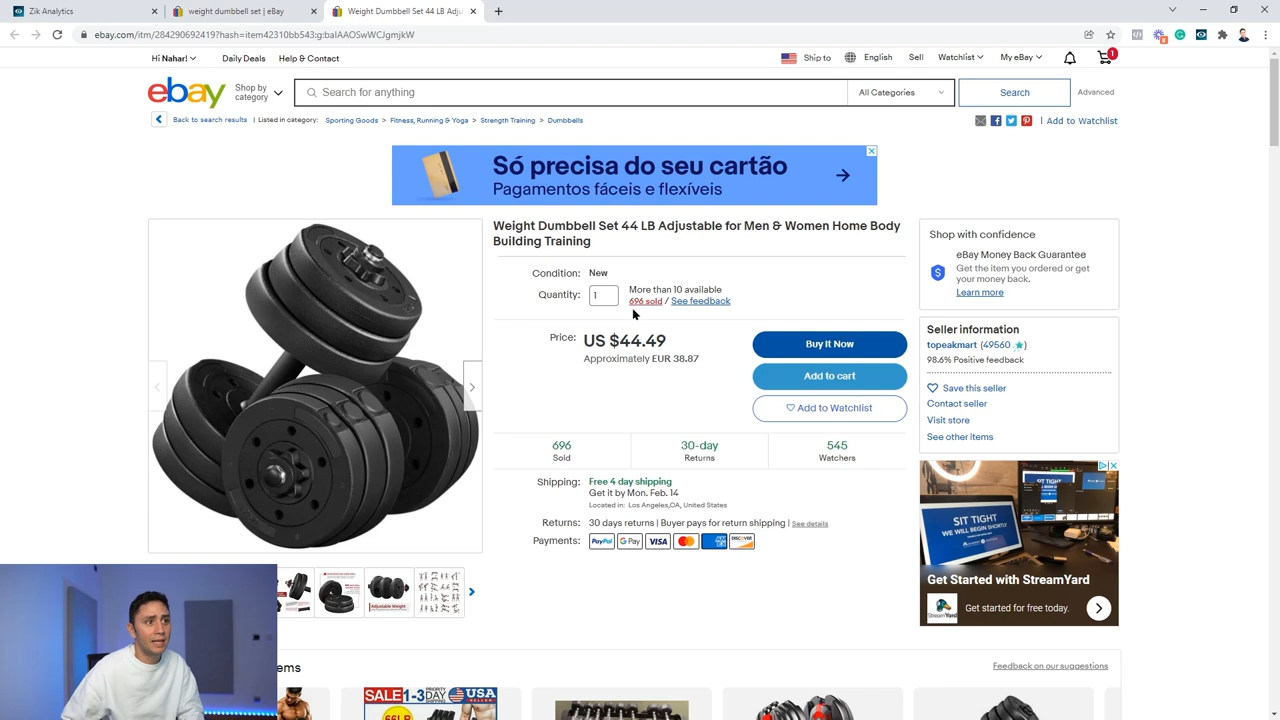 Zik Analytics
weight dumbbell set | eBay
Weight Dumbbell Set 44 LB Adju
ebay.com/itm/284290692419?hash=item42310bb543:g:balAAOSwWCJgmjkW
Hi Nahar!
Daily Deals
Help & Contact
Ship to
English
Sell
Watchlist
My eBay
1
ebay
Shop by
category
Search for anything
All Categories
Search
Advanced
Back to search results
Listed in category:
Sporting Goods > Fitness, Running & Yoga > Strength Training > Dumbbells
Add to Watchlist
Só precisa do seu cartão
Pagamentos fáceis e flexíveis
Weight Dumbbell Set 44 LB Adjustable for Men & Women Home Body
Building Training
Condition: New
Quantity: 1
More than 10 available
696 sold / See feedback
Price: US $44.49
Approximately EUR 38.87
Buy It Now
Add to cart
Add to Watchlist
696
Sold
30-day
Returns
545
Watchers
Shipping: Free 4 day shipping
Get it by Mon. Feb. 14
Located in: Los Angeles,CA, United States
Returns: 30 days returns | Buyer pays for return shipping | See details
Payments: PayPal G Pay VISA
DISCOVER
Shop with confidence
eBay Money Back Guarantee
Get the item you ordered or get
your money back.
Learn more
Seller information
topeakmart (49560)
98.6% Positive feedback
Save this seller
Contact seller
Visit store
See other items
SIT TIGHT
WE WILL BEGIN SHORTLY
Get Started with StreamYard
Get started for free today.
Adjustable Weight
ems
Feedback on our suggestions
SALE 1-3 PRIORITY DAY SHIPPING USA
66LB